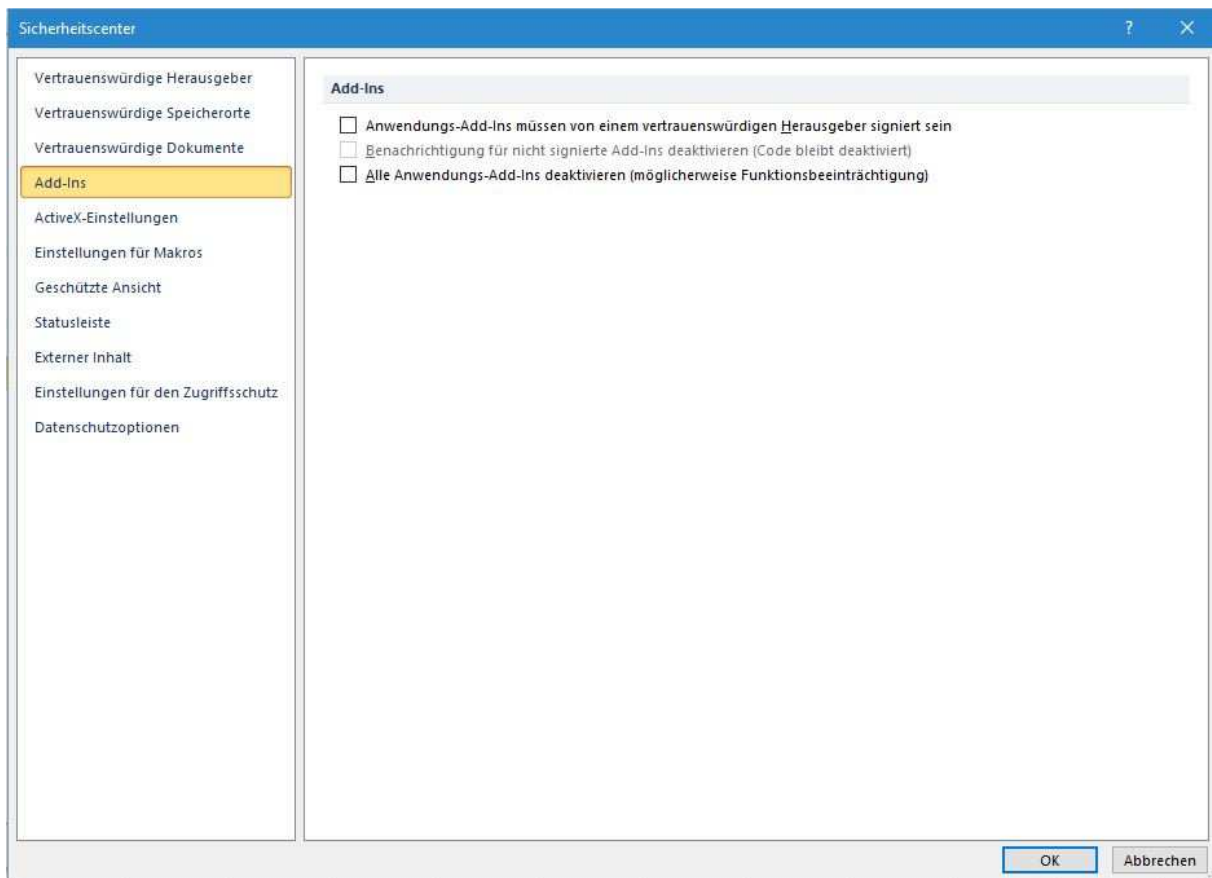 Sicherheitscenter
?
Vertrauenswürdige Herausgeber
Vertrauenswürdige Speicherorte
Vertrauenswürdige Dokumente
Add-Ins
ActiveX-Einstellungen
Einstellungen für Makros
Geschützte Ansicht
Statusleiste
Externer Inhalt
Einstellungen für den Zugriffsschutz
Datenschutzoptionen
Add-Ins
Anwendungs-Add-Ins müssen von einem vertrauenswürdigen Herausgeber signiert sein
Benachrichtigung für nicht signierte Add-Ins deaktivieren (Code bleibt deaktiviert)
Alle Anwendungs-Add-Ins deaktivieren (möglicherweise Funktionsbeeinträchtigung)
OK
Abbrechen